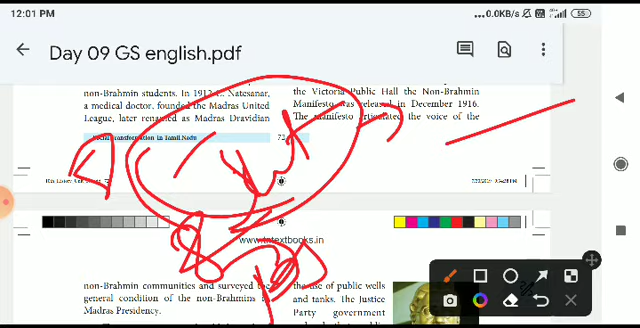 12:01 PM
...0.0KB/s
55
Day 09 GS english.pdf
non-Brahmin students. In 1912 C. Natesanar,
a medical doctor, founded the Madras United
League, later renamed as Madras Dravidian
Social Transformation in Tamil Nadu
72
the Victoria Public Hall the Non-Brahmin
Manifesto was released in December 1916.
The manifesto articulated the voice of the
www.tntextbooks.in
non-Brahmin communities and surveyed the
general condition of the non-Brahmins in
Madras Presidency.
the use of public wells
and tanks. The Justice
Party government